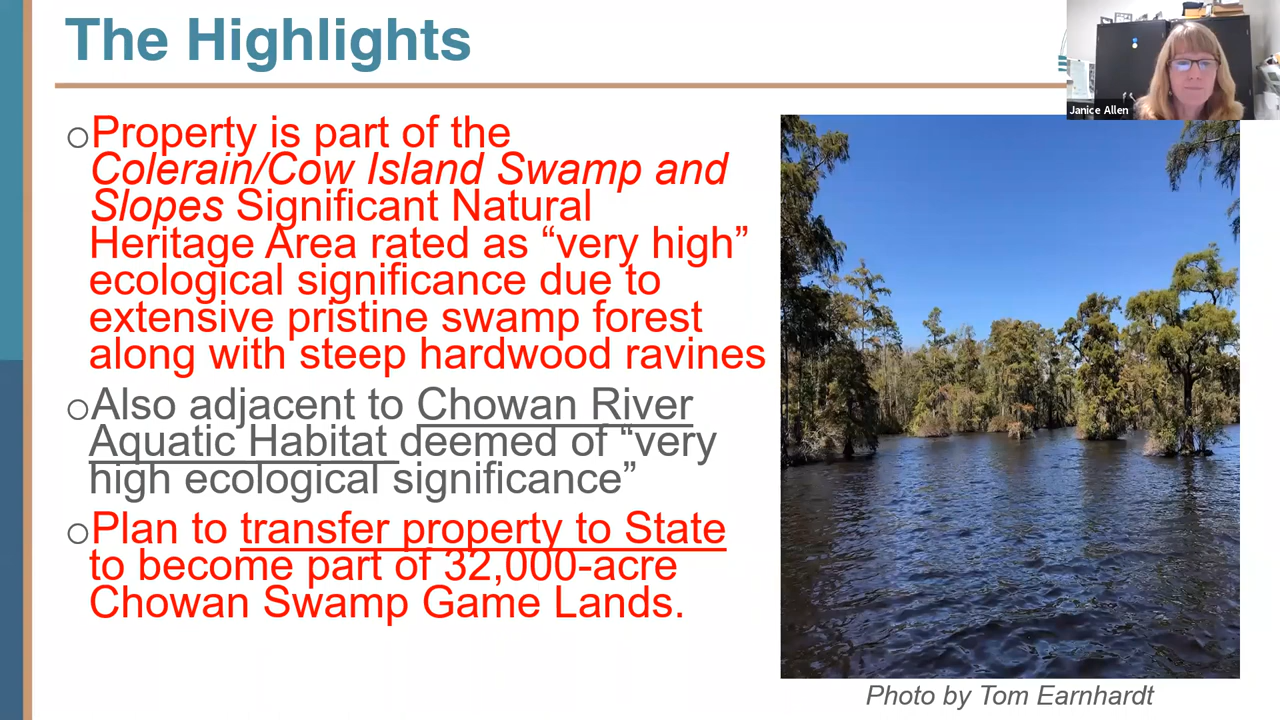 The Highlights
Janice Allen
○Property is part of the
Colerain/Cow Island Swamp and
Slopes Significant Natural
Heritage Area rated as “very high”
ecological significance due to
extensive pristine swamp forest
along with steep hardwood ravines
○Also adjacent to Chowan River
Aquatic Habitat deemed of “very
high ecological significance”
○Plan to transfer property to State
to become part of 32,000-acre
Chowan Swamp Game Lands.
Photo by Tom Earnhardt